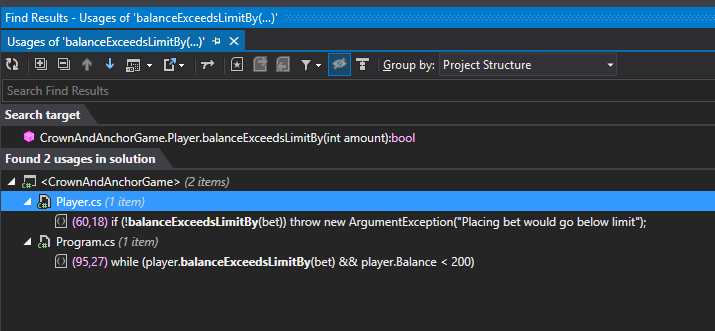 Find Results - Usages of 'balanceExceedsLimitBy(...)'
Usages of 'balanceExceedsLimitBy(...)'
Group by: Project Structure
Search Find Results
Search target
CrownAndAnchorGame.Player.balanceExceedsLimitBy(int amount):bool
Found 2 usages in solution
<CrownAndAnchorGame> (2 items)
Player.cs (1 item)
(60,18) if (!balanceExceedsLimitBy(bet)) throw new ArgumentException("Placing bet would go below limit");
Program.cs (1 item)
(95,27) while (player.balanceExceedsLimitBy(bet) && player.Balance < 200)